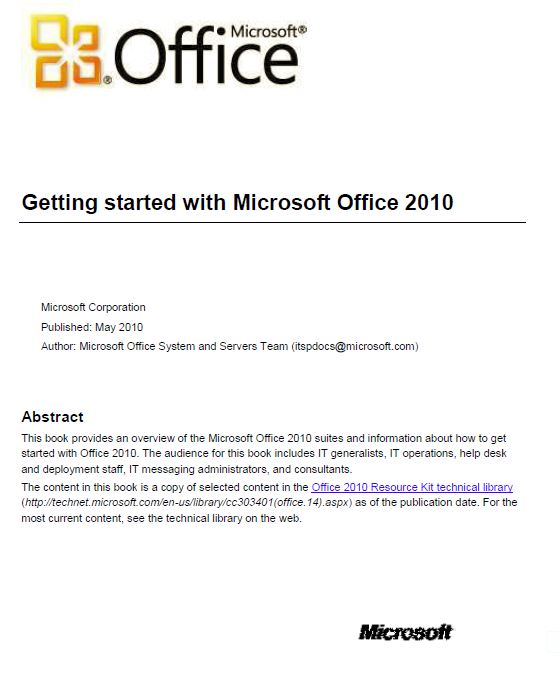 Microsoft®
® Office
Getting started with Microsoft Office 2010
Microsoft Corporation
Published: May 2010
Author: Microsoft Office System and Servers Team (itspdocs@microsoft.com)
Abstract
This book provides an overview of the Microsoft Office 2010 suites and information about how to get
started with Office 2010. The audience for this book includes IT generalists, IT operations, help desk
and deployment staff, IT messaging administrators, and consultants.
The content in this book is a copy of selected content in the Office 2010 Resource Kit technical library
(http://technet.microsoft.com/en-us/library/cc303401(office.14).aspx) as of the publication date. For the
most current content, see the technical library on the web.
Microsoft